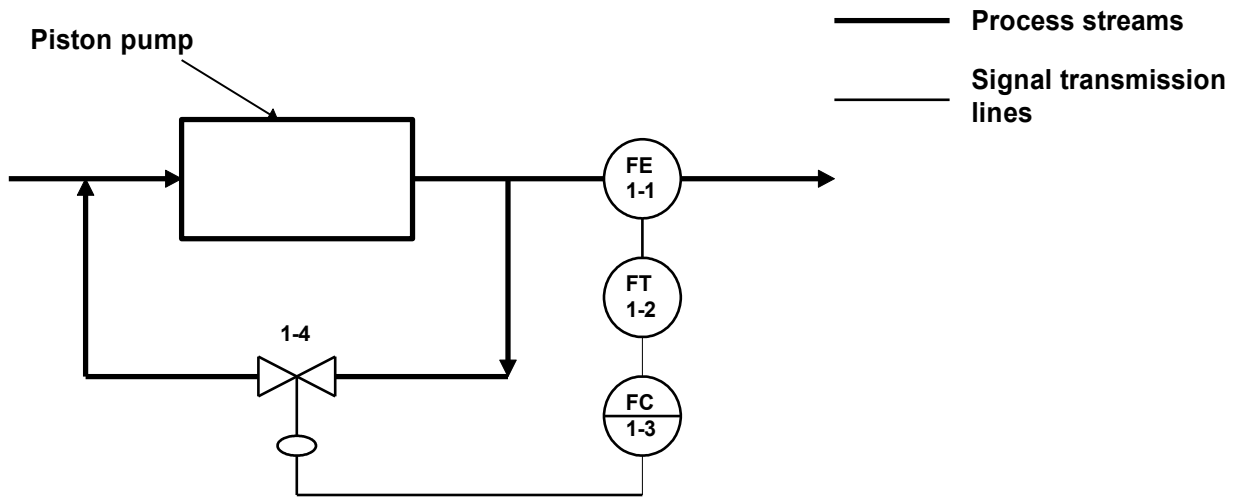 Piston pump
Process streams
Signal transmission
lines
FE
1-1
FT
1-2
1-4
FC
1-3